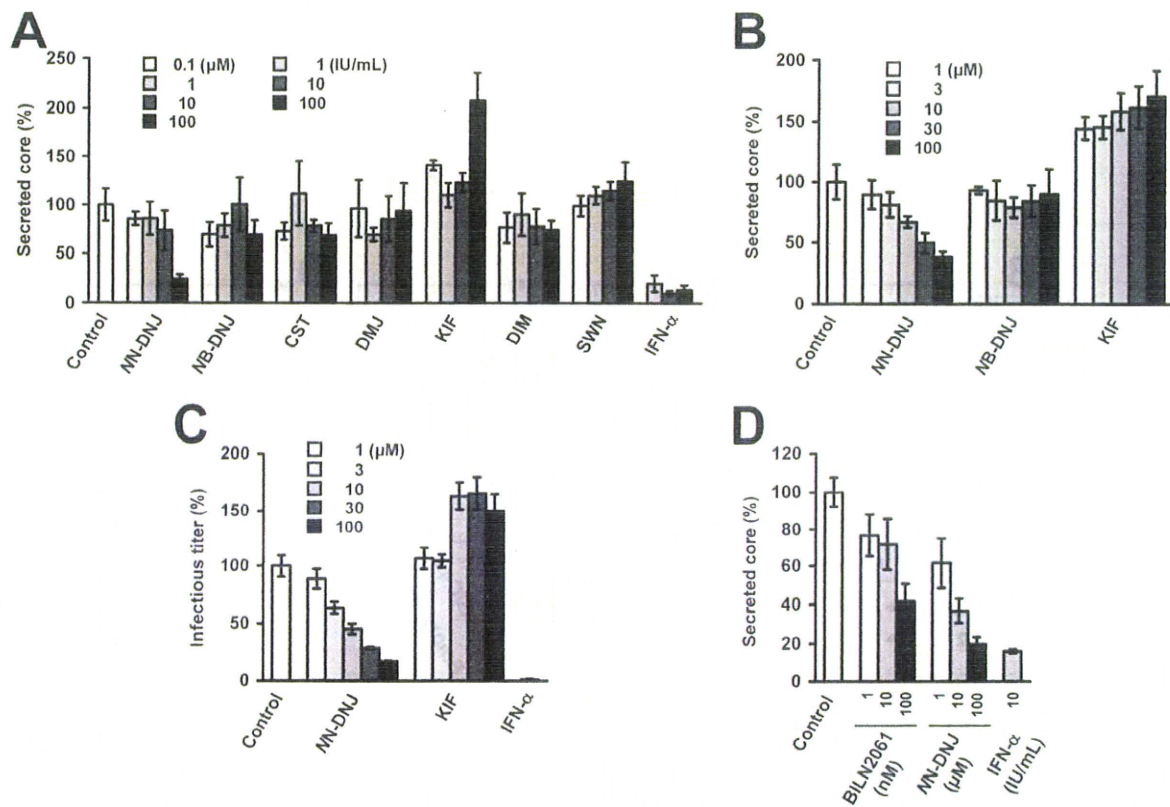 A
Secreted core (%)
250
200
150
100
50
0
0.1 (µM)
1
10
100
1 (IU/mL)
10
100
Control
NN-DNJ
NB-DNJ
CST
DMJ
KIF
DIM
SWN
IFN-α
B
Secreted core (%)
200
150
100
50
0
1 (µM)
3
10
30
100
Control
NN-DNJ
NB-DNJ
KIF
C
Infectious titer (%)
200
150
100
50
0
1 (µM)
3
10
30
100
Control
NN-DNJ
KIF
IFN-α
D
Secreted core (%)
120
100
80
60
40
20
0
Control
1
10
100
BILN2061
(nM)
1
10
100
NN-DNJ
(µM)
10
IFN-α
(IU/mL)